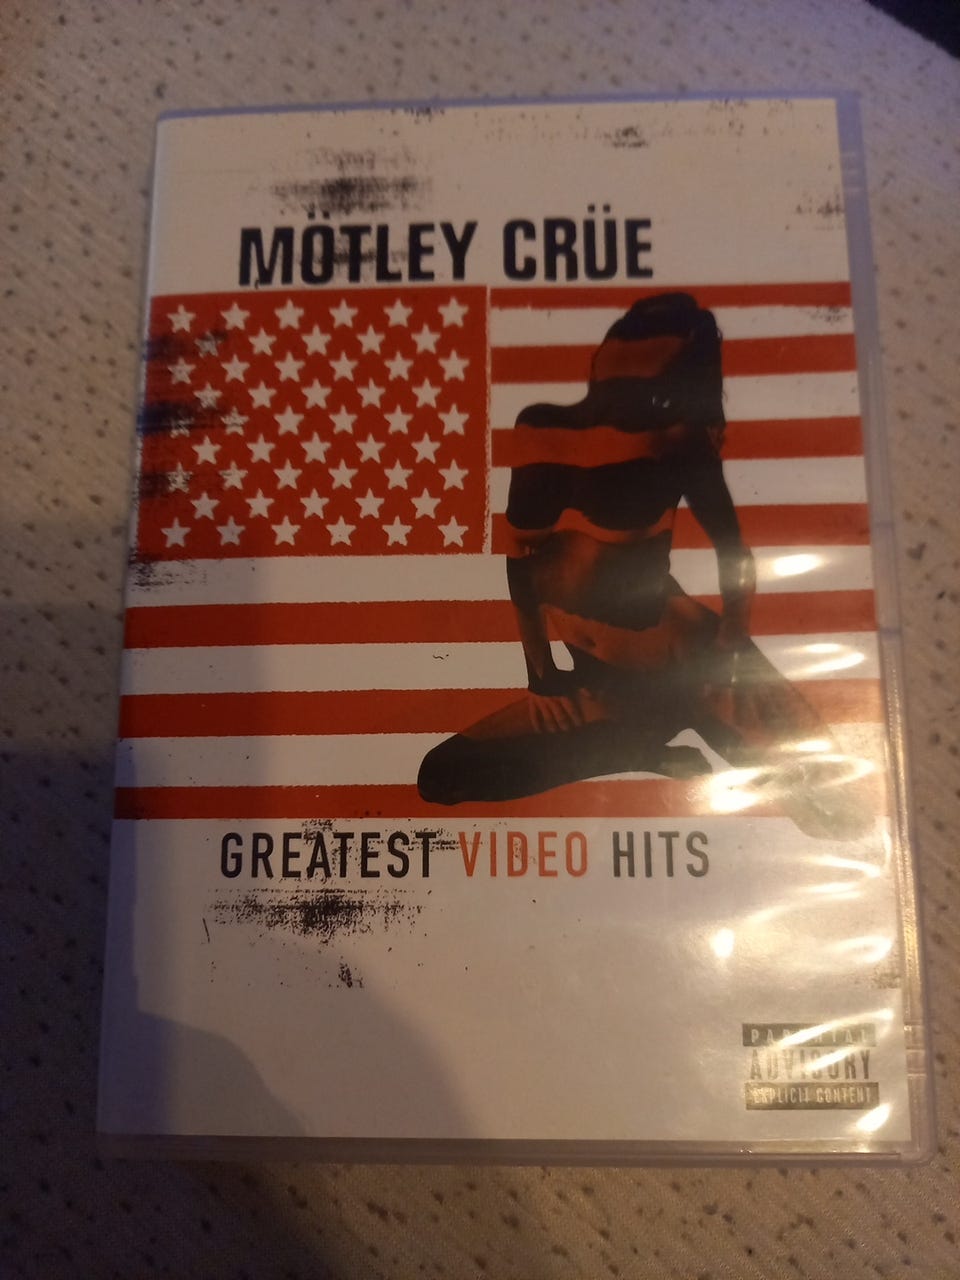 MÖTLEY CRÜE
GREATEST VIDEO HITS
PARENTAL
ADVISORY
EXPLICIT CONTENT